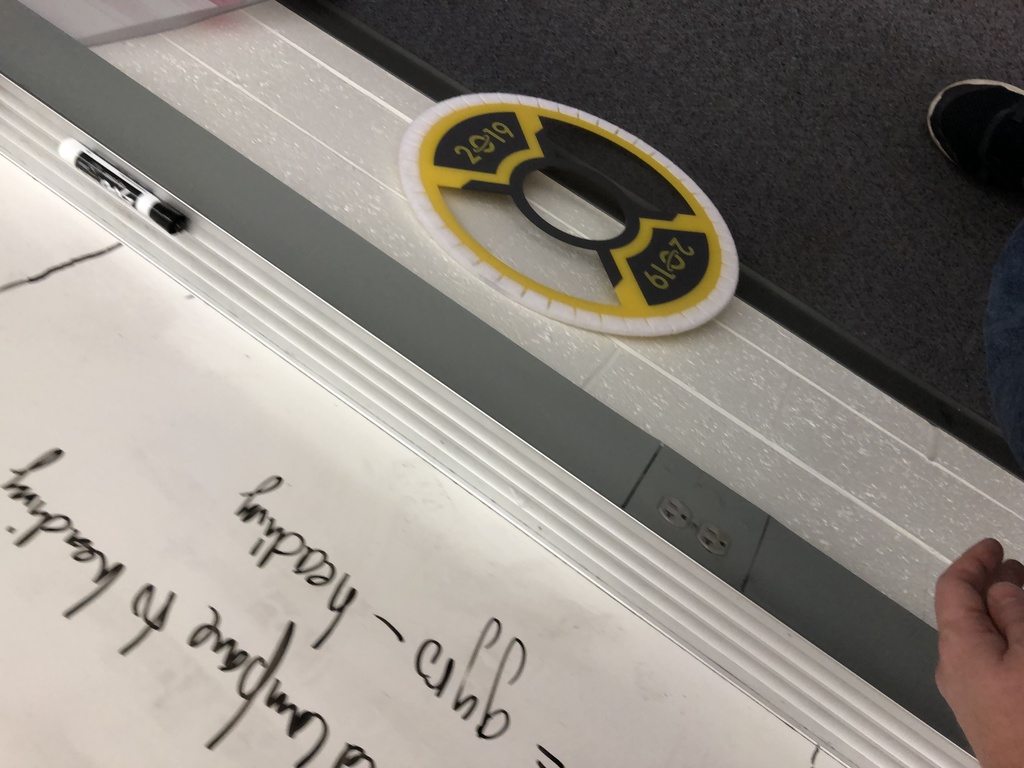 compare to heading
= gyro - heading
2019
2019